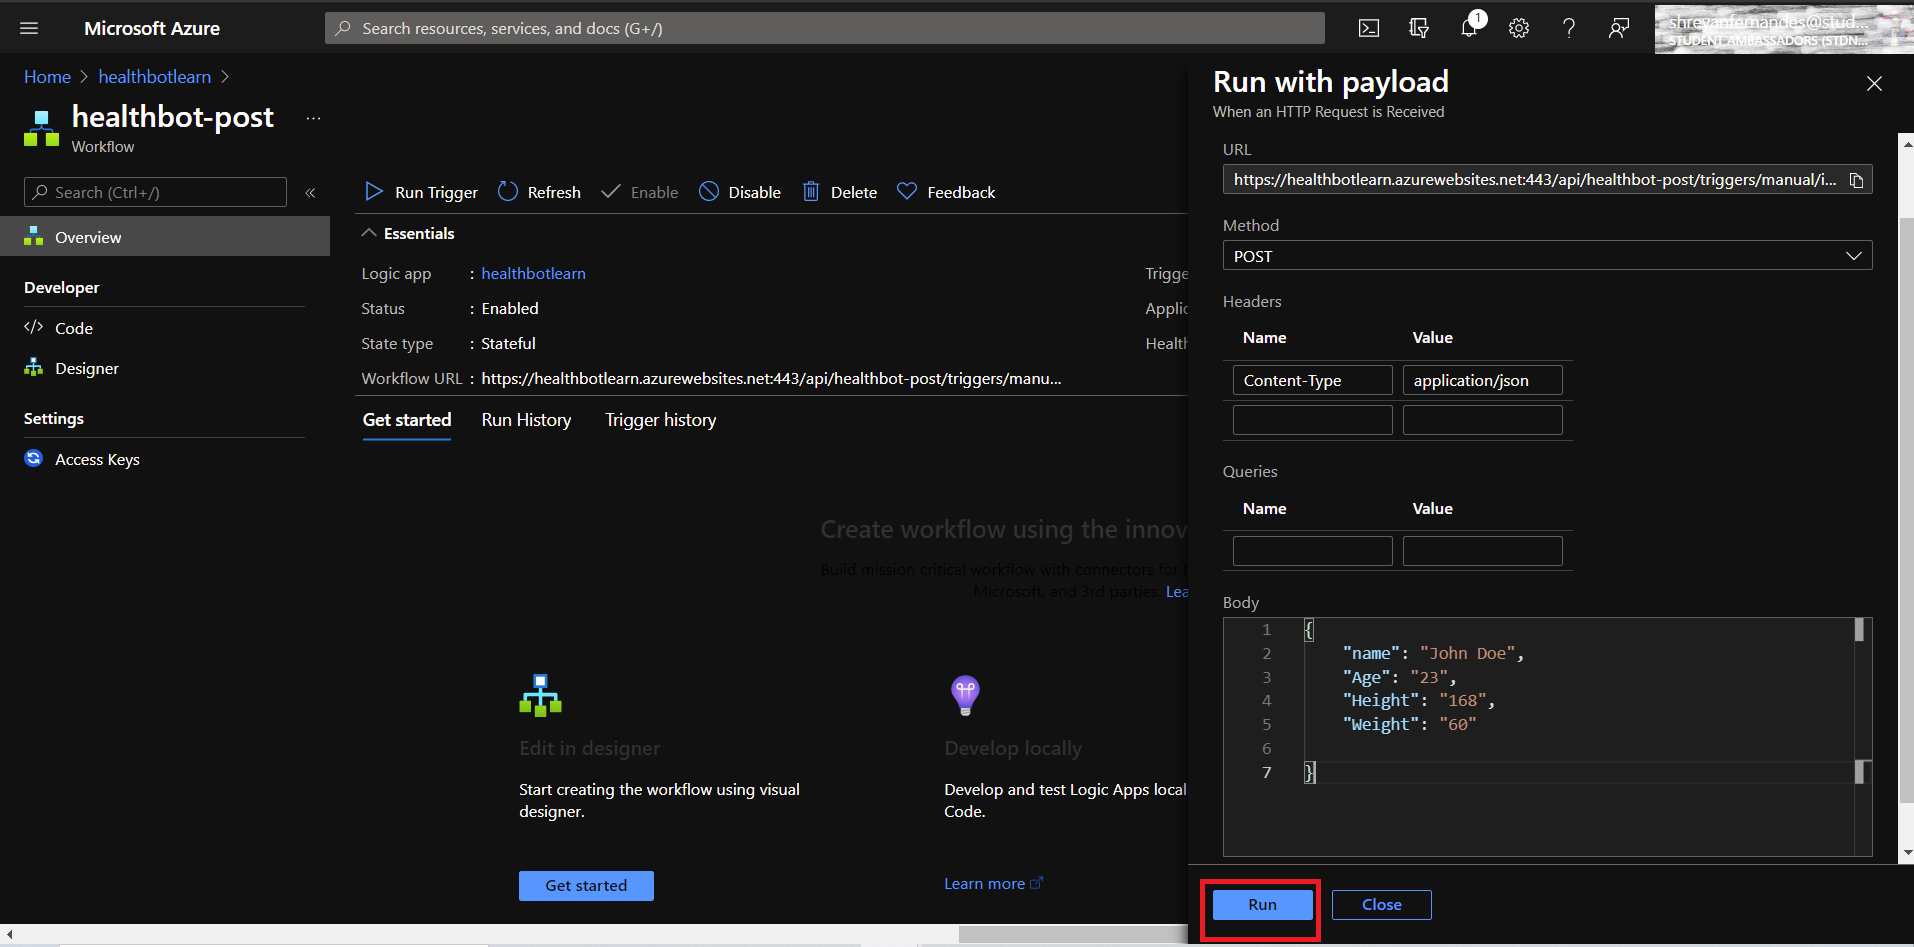 Microsoft Azure
Search resources, services, and docs (G+/)
1
shrevanfernandes@stud...
STUDENT AMBASSADORS (STDN...
Home > healthbotlearn >
healthbot-post ...
Workflow
Search (Ctrl+/)
«
Overview
Developer
Code
Designer
Settings
Access Keys
Run Trigger
Refresh
Enable
Disable
Delete
Feedback
Essentials
Logic app : healthbotlearn
Status : Enabled
State type : Stateful
Workflow URL : https://healthbotlearn.azurewebsites.net:443/api/healthbot-post/triggers/manu...
Trigge
Applic
Health
Get started
Run History
Trigger history
Create workflow using the innov
Build mission critical workflow with connectors for
Microsoft, and 3rd parties. Lea
Edit in designer
Start creating the workflow using visual
designer.
Get started
Develop locally
Develop and test Logic Apps local
Code.
Learn more
Run with payload
When an HTTP Request is Received
URL
https://healthbotlearn.azurewebsites.net:443/api/healthbot-post/triggers/manual/i...
Method
POST
Headers
Name Value
Content-Type application/json
Queries
Name Value
Body
1 {
2 "name": "John Doe",
3 "Age": "23",
4 "Height": "168",
5 "Weight": "60"
6
7 }
Run
Close